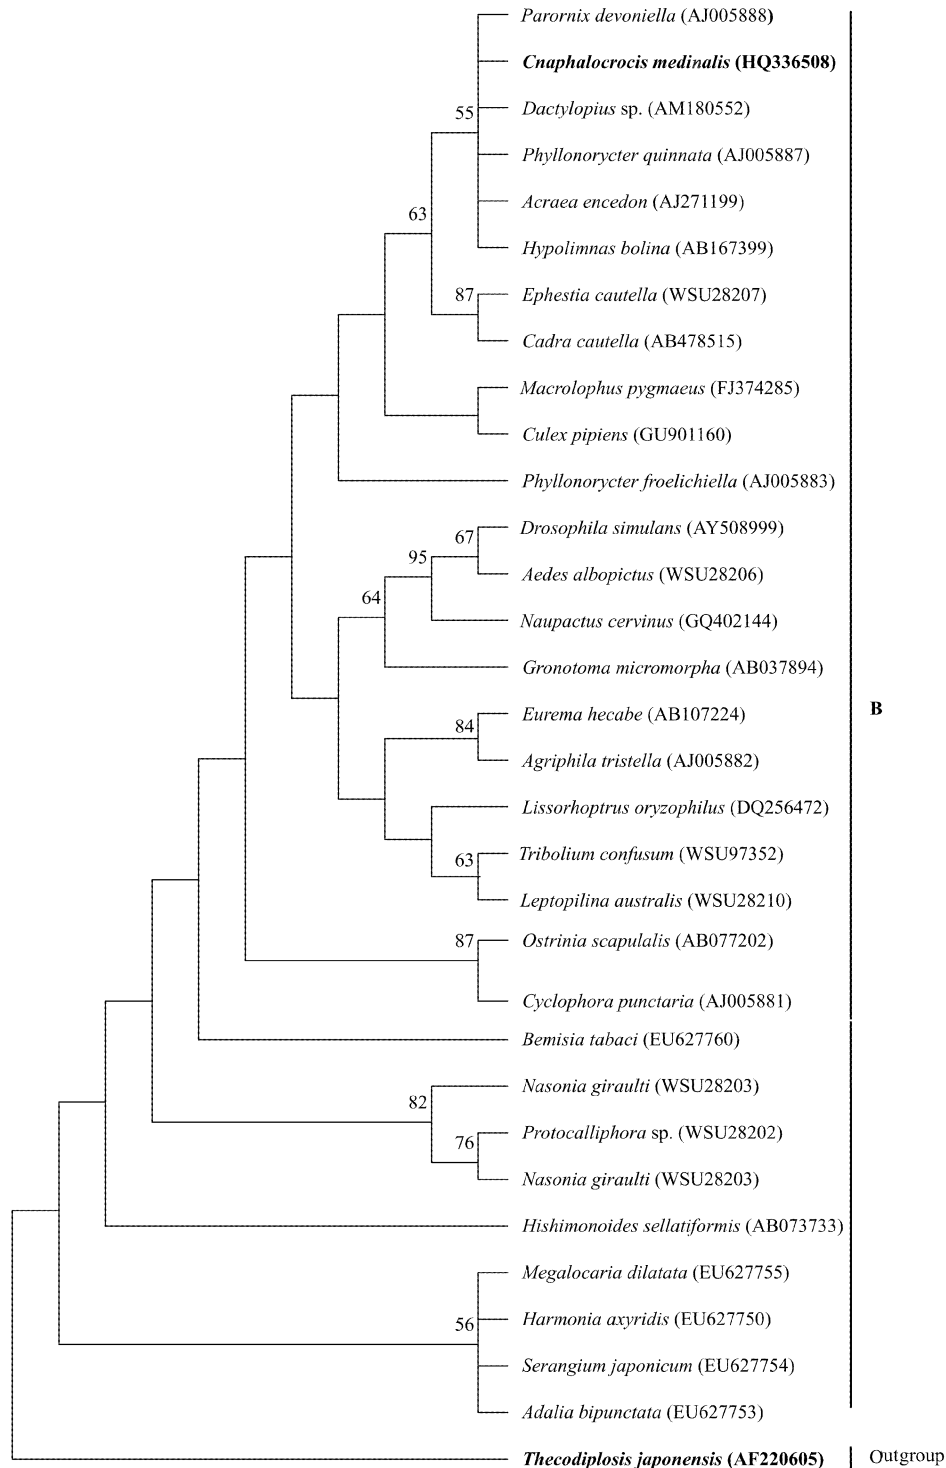 Parornix devoniella (AJ005888)
Cnaphalocrocis medinalis (HQ336508)
55
Dactylopius sp. (AM180552)
Phyllonorycter quinnata (AJ005887)
Acraea encedon (AJ271199)
63
Hypolimnas bolina (AB167399)
87
Ephestia cautella (WSU28207)
Cadra cautella (AB478515)
Macrolophus pygmaeus (FJ374285)
Culex pipiens (GU901160)
Phyllonorycter froelichiella (AJ005883)
Drosophila simulans (AY508999)
67
95
Aedes albopictus (WSU28206)
64
Naupactus cervinus (GQ402144)
Gronotoma micromorpha (AB037894)
Eurema hecabe (AB107224)
B
84
Agriphila tristella (AJ005882)
Lissorhoptrus oryzophilus (DQ256472)
Tribolium confusum (WSU97352)
63
Leptopilina australis (WSU28210)
87
Ostrinia scapulalis (AB077202)
Cyclophora punctaria (AJ005881)
Bemisia tabaci (EU627760)
Nasonia giraulti (WSU28203)
82
Protocalliphora sp. (WSU28202)
76
Nasonia giraulti (WSU28203)
Hishimonoides sellatiformis (AB073733)
Megalocaria dilatata (EU627755)
Harmonia axyridis (EU627750)
56
Serangium japonicum (EU627754)
Adalia bipunctata (EU627753)
Thecodiplosis japonensis (AF220605)
Outgroup